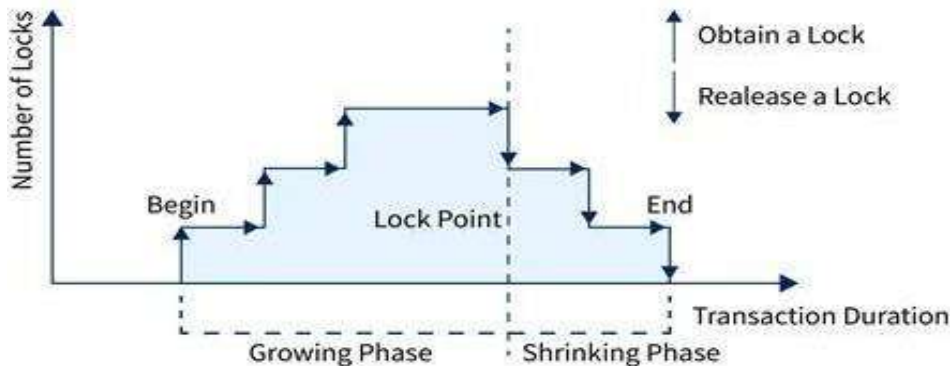 Number of Locks
Obtain a Lock
Realease a Lock
Begin
Lock Point
End
Transaction Duration
Growing Phase
Shrinking Phase